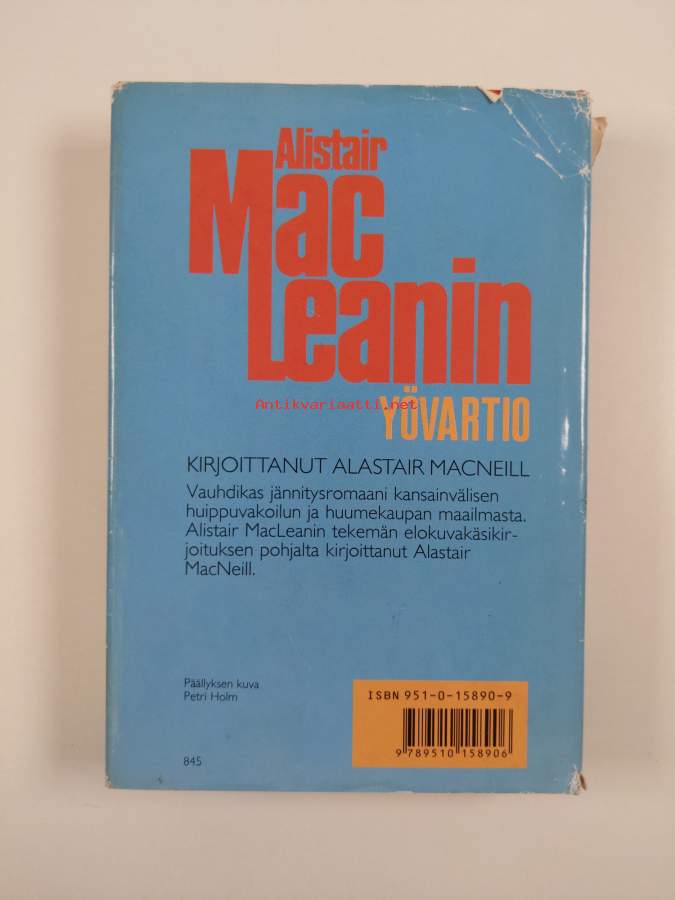 Alistair
Mac
Leanin
Antikvariaatti.net
YÖVARTIO
KIRJOITTANUT ALASTAIR MACNEILL
Vauhdikas jännitysromaani kansainvälisen
huippuvakoilun ja huumekaupan maailmasta.
Alistair MacLeanin tekemän elokuvakäsikir-
joituksen pohjalta kirjoittanut Alastair
MacNeill.
Päällyksen kuva
Petri Holm
845
ISBN 951-0-15890-9
9 789510 158906